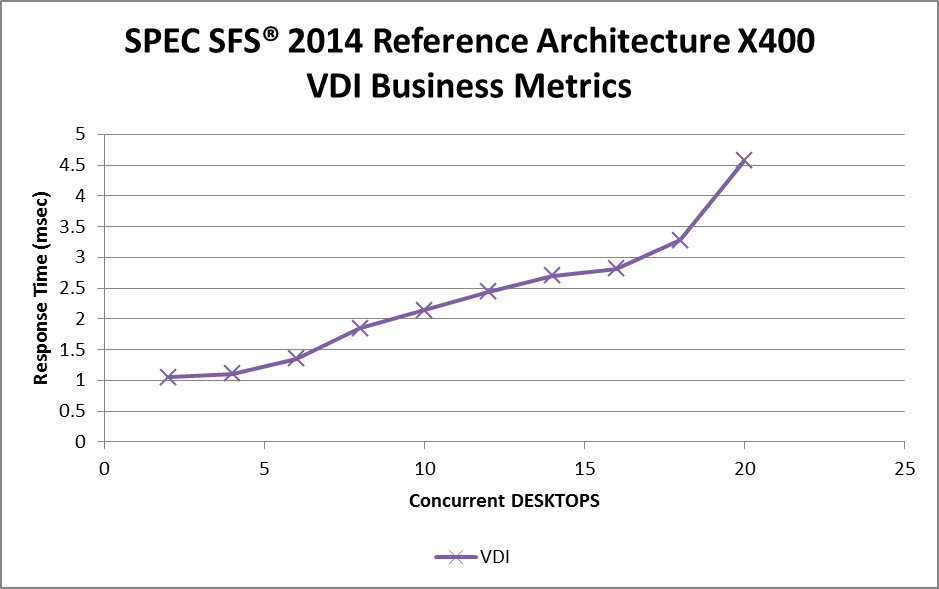 SPEC SFS® 2014 Reference Architecture X400
VDI Business Metrics
Response Time (msec)
5
4.5
4
3.5
3
2.5
2
1.5
1
0.5
0
0 5 10 15 20 25
Concurrent DESKTOPS
VDI